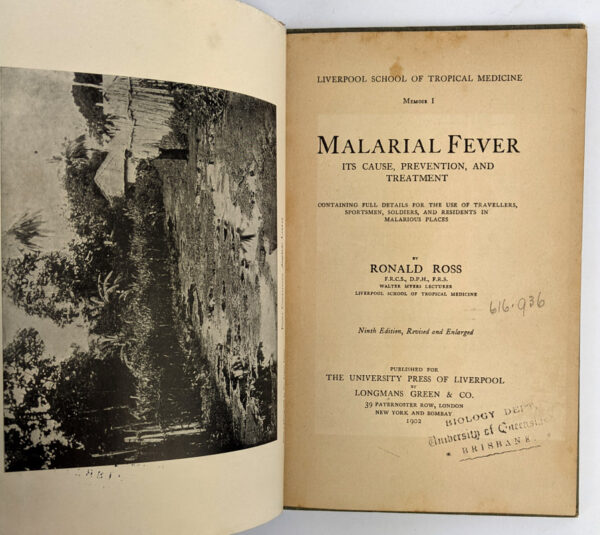 LIVERPOOL SCHOOL OF TROPICAL MEDICINE
MEMOIR I
MALARIAL FEVER
ITS CAUSE, PREVENTION, AND
TREATMENT
CONTAINING FULL DETAILS FOR THE USE OF TRAVELLERS,
SPORTSMEN, SOLDIERS, AND RESIDENTS IN
MALARIOUS PLACES
BY
RONALD ROSS
F.R.C.S., D.P.H., F.R.S.
WALTER MYERS LECTURER
LIVERPOOL SCHOOL OF TROPICAL MEDICINE
616.936
Ninth Edition, Revised and Enlarged
PUBLISHED FOR
THE UNIVERSITY PRESS OF LIVERPOOL
BY
LONGMANS GREEN & CO.
39 PATERNOSTER ROW, LONDON
NEW YORK AND BOMBAY
1902
BIOLOGY DEPT.
University of Queensland
BRISBANE.